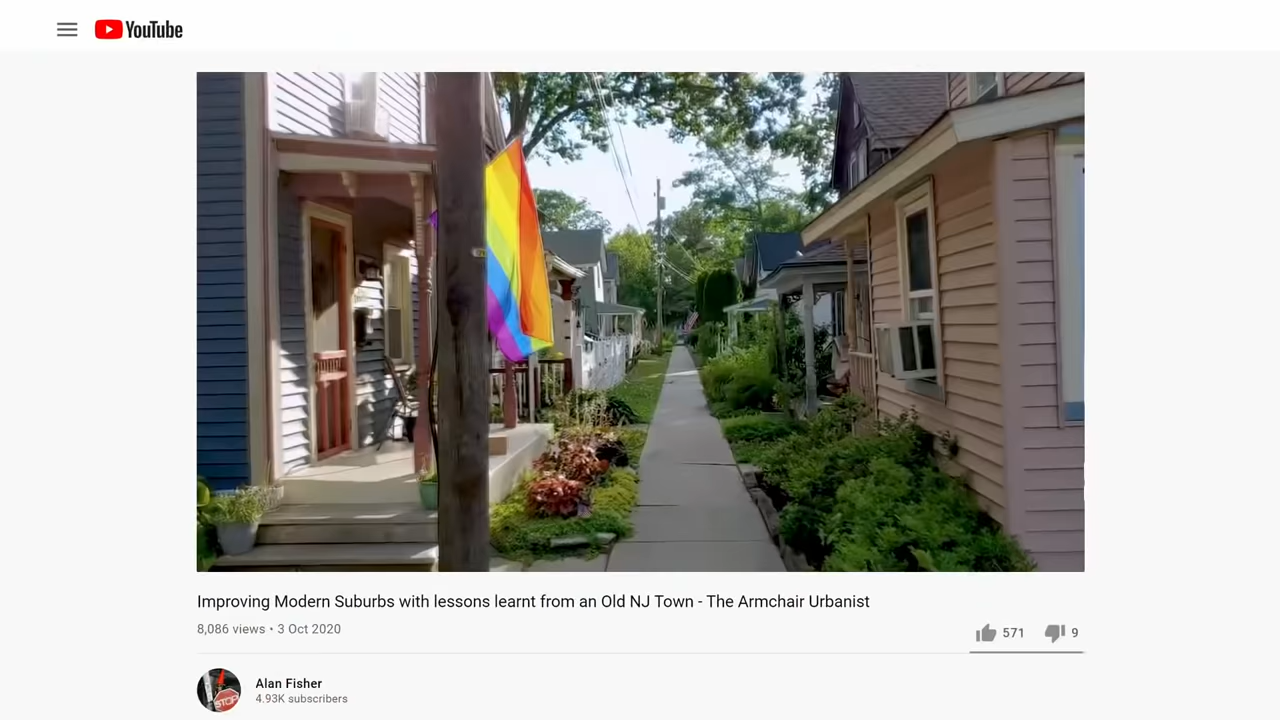 YouTube
Improving Modern Suburbs with lessons learnt from an Old NJ Town - The Armchair Urbanist
8,086 views • 3 Oct 2020
571
9
Alan Fisher
STOP
4.93K subscribers